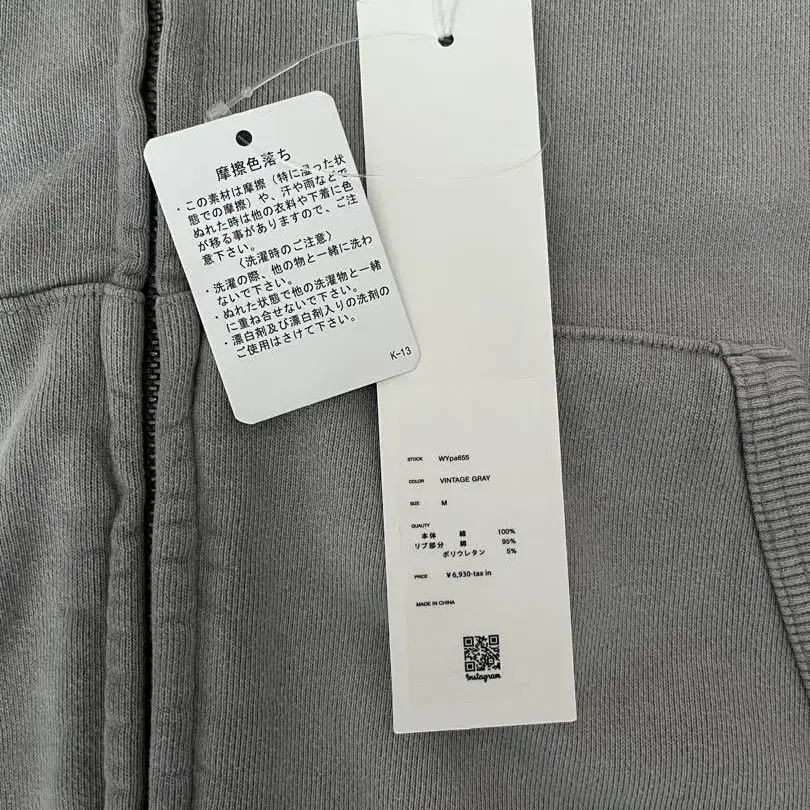 摩擦色落ち
・この素材は摩擦（特に湿った状
態での摩擦）や、汗や雨などで
ぬれた時は他の衣料や下着に色
が移る事がありますので、ご注
意下さい。
〈洗濯時のご注意〉
・洗濯の際、他の物と一緒に洗わ
ないで下さい。
・ぬれた状態で他の洗濯物と一緒
に重ね合せないで下さい。
・漂白剤及び漂白剤入りの洗剤の
ご使用はさけて下さい。
K-13
STOCK WYpa655
COLOR VINTAGE GRAY
SIZE M
QUALITY
本体 綿 100%
リブ部分 綿 95%
ポリウレタン 5%
PRICE ¥6,930-tax in
MADE IN CHINA
Instagram